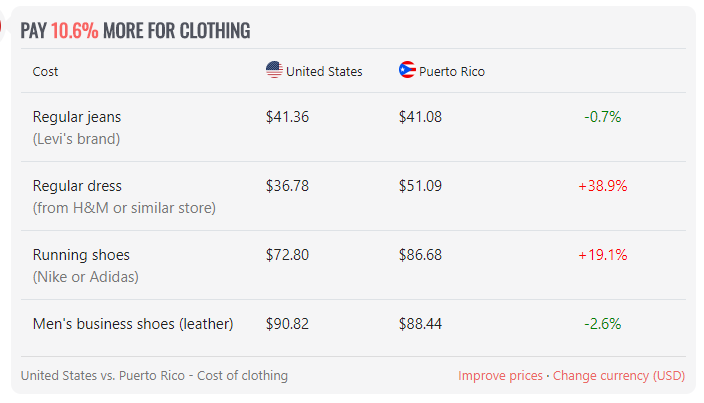 PAY 10.6% MORE FOR CLOTHING
Cost United States Puerto Rico
Regular jeans $41.36 $41.08 -0.7%
(Levi's brand)
Regular dress $36.78 $51.09 +38.9%
(from H&M or similar store)
Running shoes $72.80 $86.68 +19.1%
(Nike or Adidas)
Men's business shoes (leather) $90.82 $88.44 -2.6%
United States vs. Puerto Rico - Cost of clothing Improve prices · Change currency (USD)